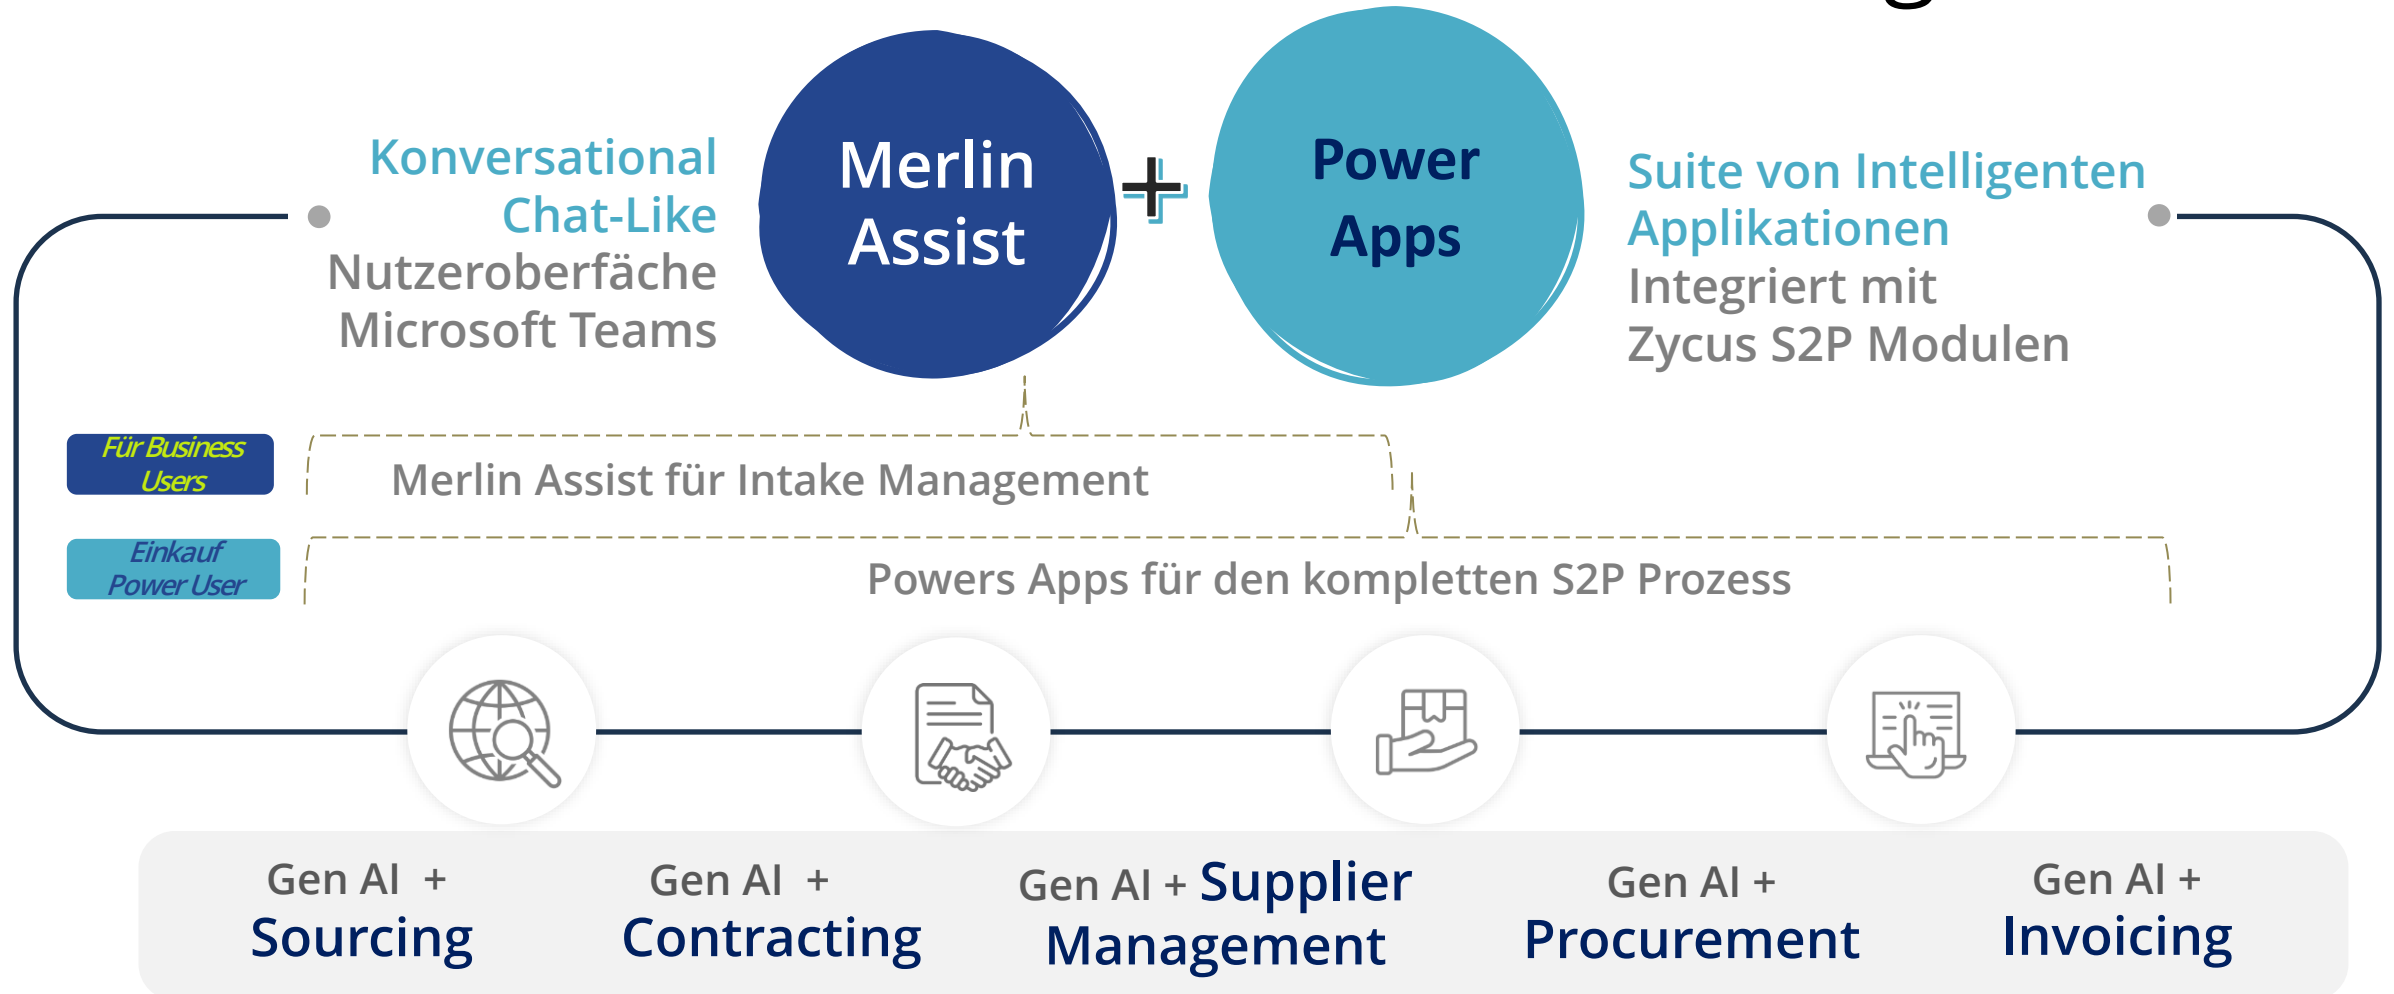 Konversational
Chat-Like
Nutzeroberfäche
Microsoft Teams
Merlin
Assist
+
Power
Apps
Suite von Intelligenten
Applikationen
Integriert mit
Zycus S2P Modulen
Für Business
Users
Merlin Assist für Intake Management
Einkauf
Power User
Powers Apps für den kompletten S2P Prozess
Gen AI +
Sourcing
Gen AI +
Contracting
Gen AI + Supplier
Management
Gen AI +
Procurement
Gen AI +
Invoicing